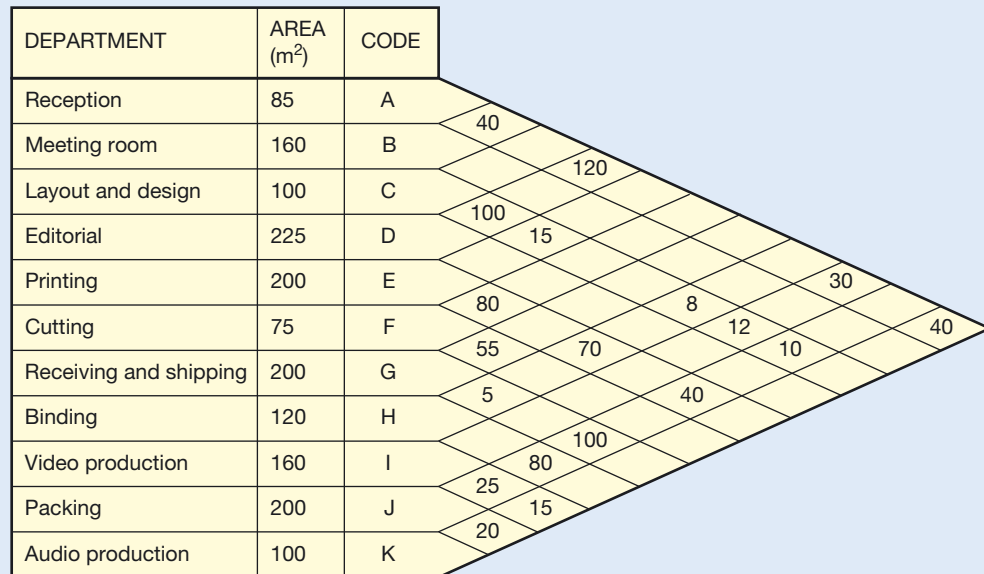 DEPARTMENT AREA (m²) CODE
Reception 85 A
40
Meeting room 160 B
120
Layout and design 100 C
100
Editorial 225 D
15
Printing 200 E
30
80 8
Cutting 75 F
12 40
55 70 10
Receiving and shipping 200 G
5 40
Binding 120 H
100
Video production 160 I
80
25
Packing 200 J
15
20
Audio production 100 K